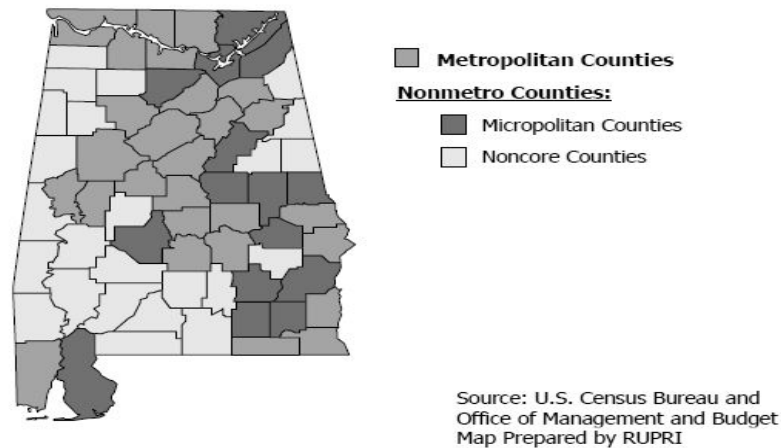 Metropolitan Counties
Nonmetro Counties:
Micropolitan Counties
Noncore Counties
Source: U.S. Census Bureau and
Office of Management and Budget
Map Prepared by RUPRI